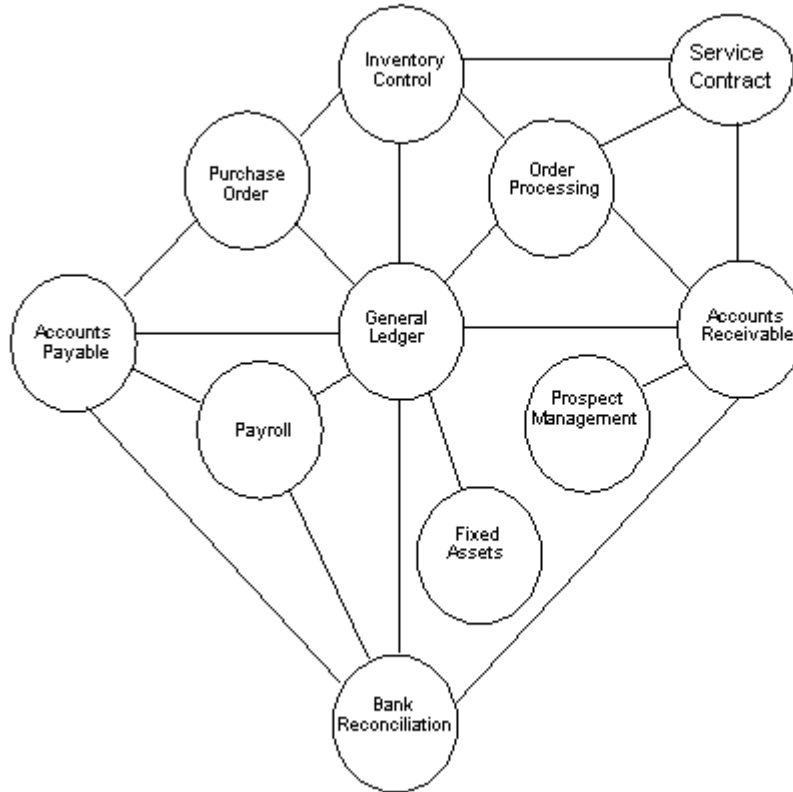 Inventory
Control
Service
Contract
Purchase
Order
Order
Processing
Accounts
Payable
General
Ledger
Accounts
Receivable
Payroll
Prospect
Management
Fixed
Assets
Bank
Reconciliation